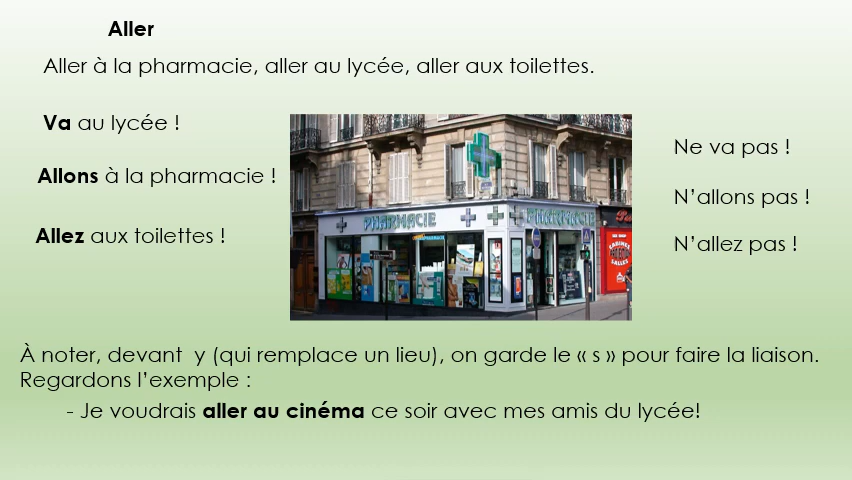 Aller
Aller à la pharmacie, aller au lycée, aller aux toilettes.
Va au lycée !
Allons à la pharmacie !
Allez aux toilettes !
PHARMACIE
PHARMACIE
Ne va pas !
N’allons pas !
N’allez pas !
À noter, devant y (qui remplace un lieu), on garde le « s » pour faire la liaison.
Regardons l’exemple :
- Je voudrais aller au cinéma ce soir avec mes amis du lycée!